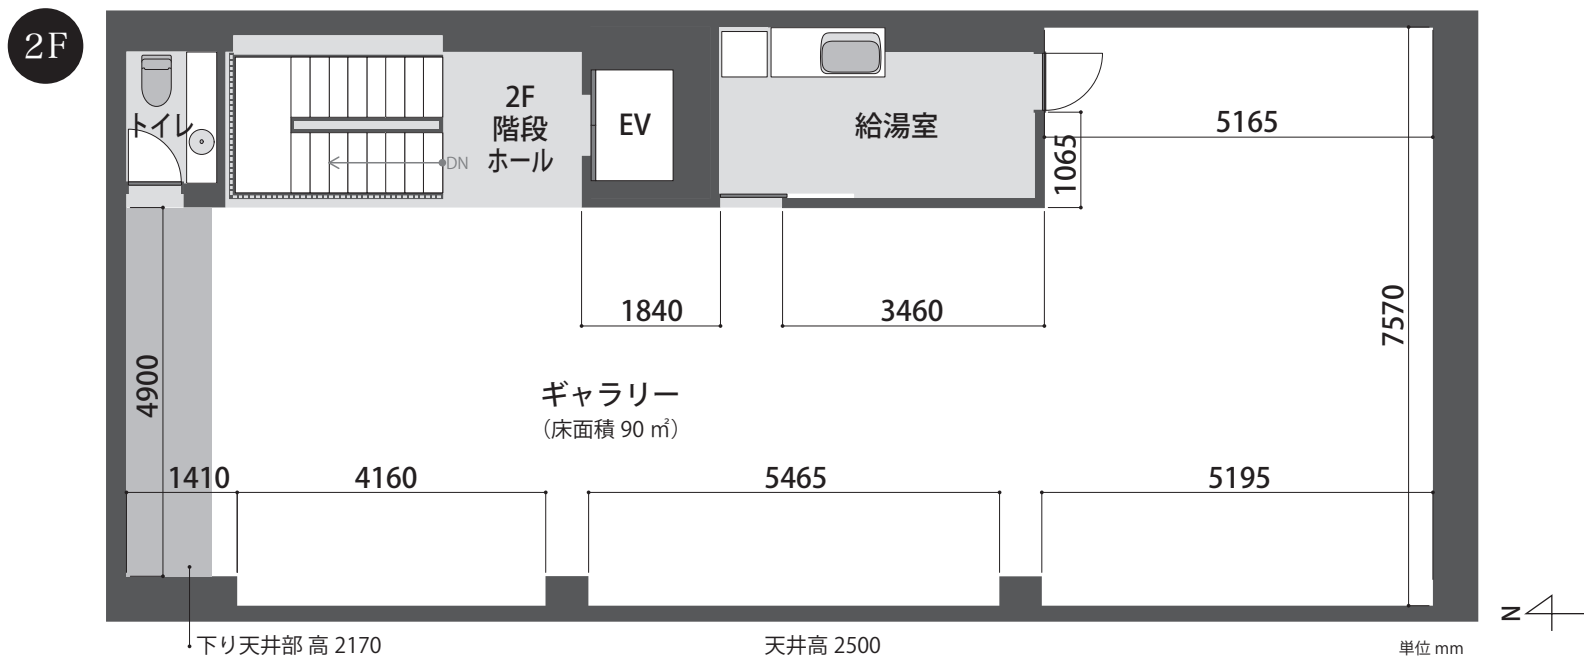 2F
トイレ
2F
階段
ホール
DN
EV
給湯室
5165
1065
1840
3460
7570
4900
ギャラリー
（床面積 90 ㎡）
1410
4160
5465
5195
N
下り天井部 高 2170
天井高 2500
単位 mm